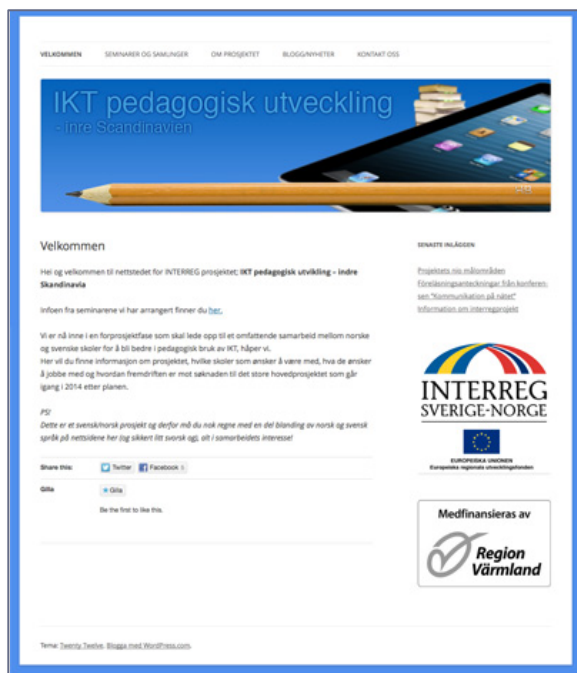 VELKOMMEN
SEMINARER OG SAMLINGER
OM PROSJEKTET
BLOGG/NYHETER
KONTAKT OSS
IKT pedagogisk utveckling
- inre Scandinavien
Velkommen
Hei og velkommen til nettstedet for INTERREG prosjektet; IKT pedagogisk utvikling – indre
Skandinavia
Infoen fra seminarene vi har arrangert finner du her.
Vi er nå inne i en forprosjektfase som skal lede opp til et omfattende samarbeid mellom norske
og svenske skoler for å bli bedre i pedagogisk bruk av IKT, håper vi.
Her vil du finne informasjon om prosjektet, hvilke skoler som ønsker å være med, hva de ønsker
å jobbe med og hvordan fremdriften er mot søknaden til det store hovedprosjektet som går
igang i 2014 etter planen.
PS!
Dette er et svensk/norsk prosjekt og derfor må du nok regne med en del blanding av norsk og svensk
språk på nettsidene her (og sikkert litt svorsk og), alt i samarbeidets interesse!
Share this:
Twitter
Facebook 5
Gilla
Gilla
Be the first to like this.
SENASTE INLÄGGEN
Projektets nio målområden
Föreläsningsanteckningar från konferen-
sen "Kommunikation på nätet"
Information om interregprojekt
INTERREG
SVERIGE-NORGE
EUROPEISKA UNIONEN
Europeiska regionala utvecklingsfonden
Medfinansieras av
Region
Värmland
Tema: Twenty Twelve. Blogga med WordPress.com.